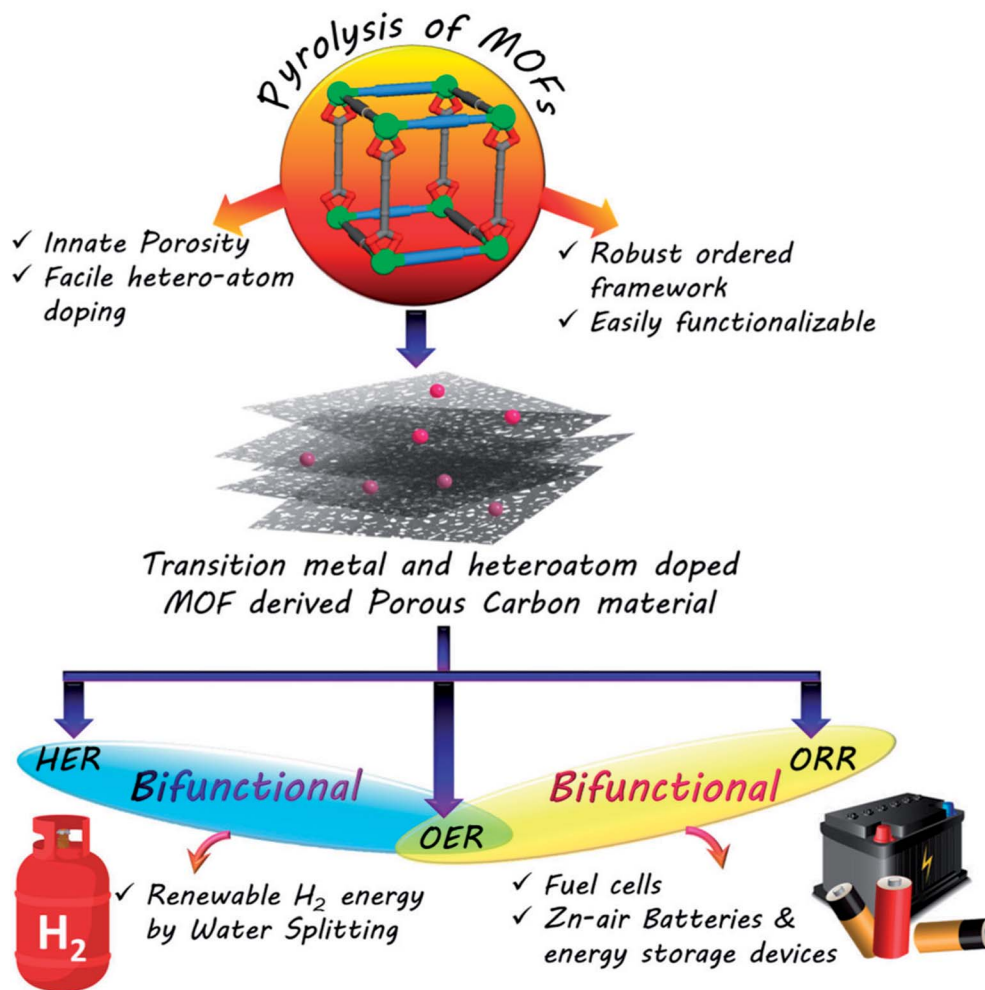 Pyrolysis of MOFs
✓ Innate Porosity
✓ Facile hetero-atom
doping
✓ Robust ordered
framework
✓ Easily functionalizable
Transition metal and heteroatom doped
MOF derived Porous Carbon material
HER
Bifunctional
OER
Bifunctional
ORR
H₂
✓ Renewable H₂ energy
by Water Splitting
✓ Fuel cells
✓ Zn-air Batteries &
energy storage devices